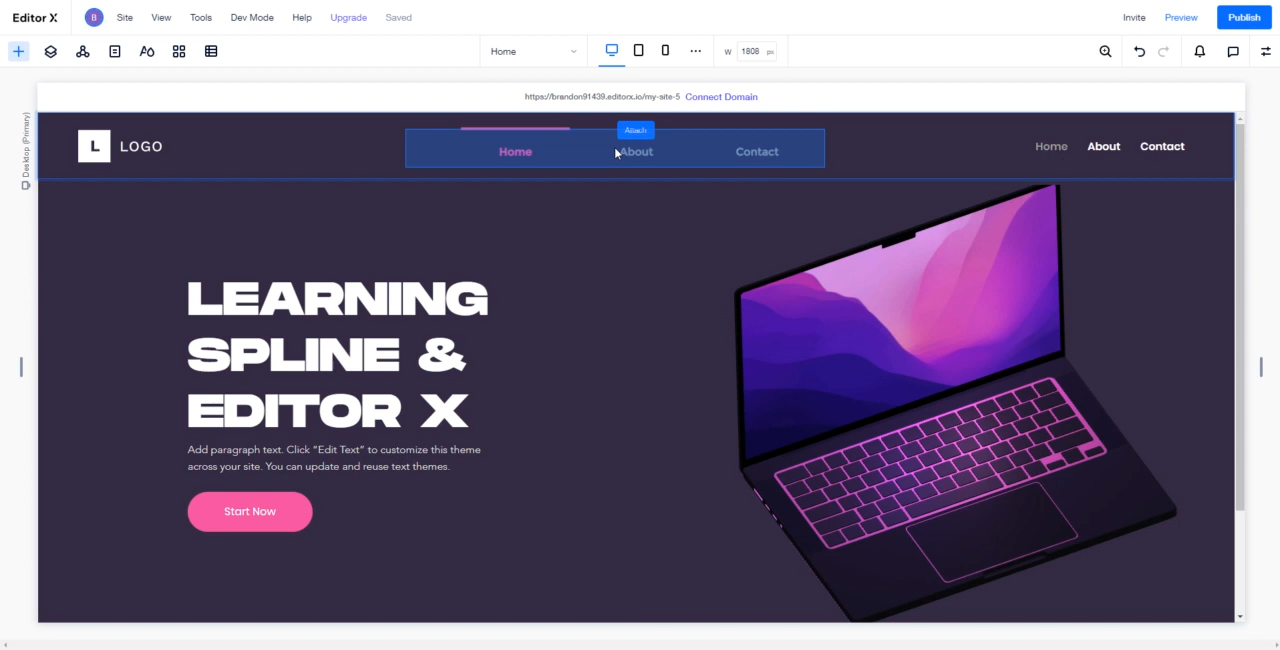 Editor X
B
Site
View
Tools
Dev Mode
Help
Upgrade
Saved
Invite
Preview
Publish
Home
W
1808
px
https://brandon91439.editorx.io/my-site-5 Connect Domain
Desktop (Primary)
L
LOGO
Attach
Home
About
Contact
Home
About
Contact
LEARNING
SPLINE &
EDITOR X
Add paragraph text. Click “Edit Text” to customize this theme
across your site. You can update and reuse text themes.
Start Now